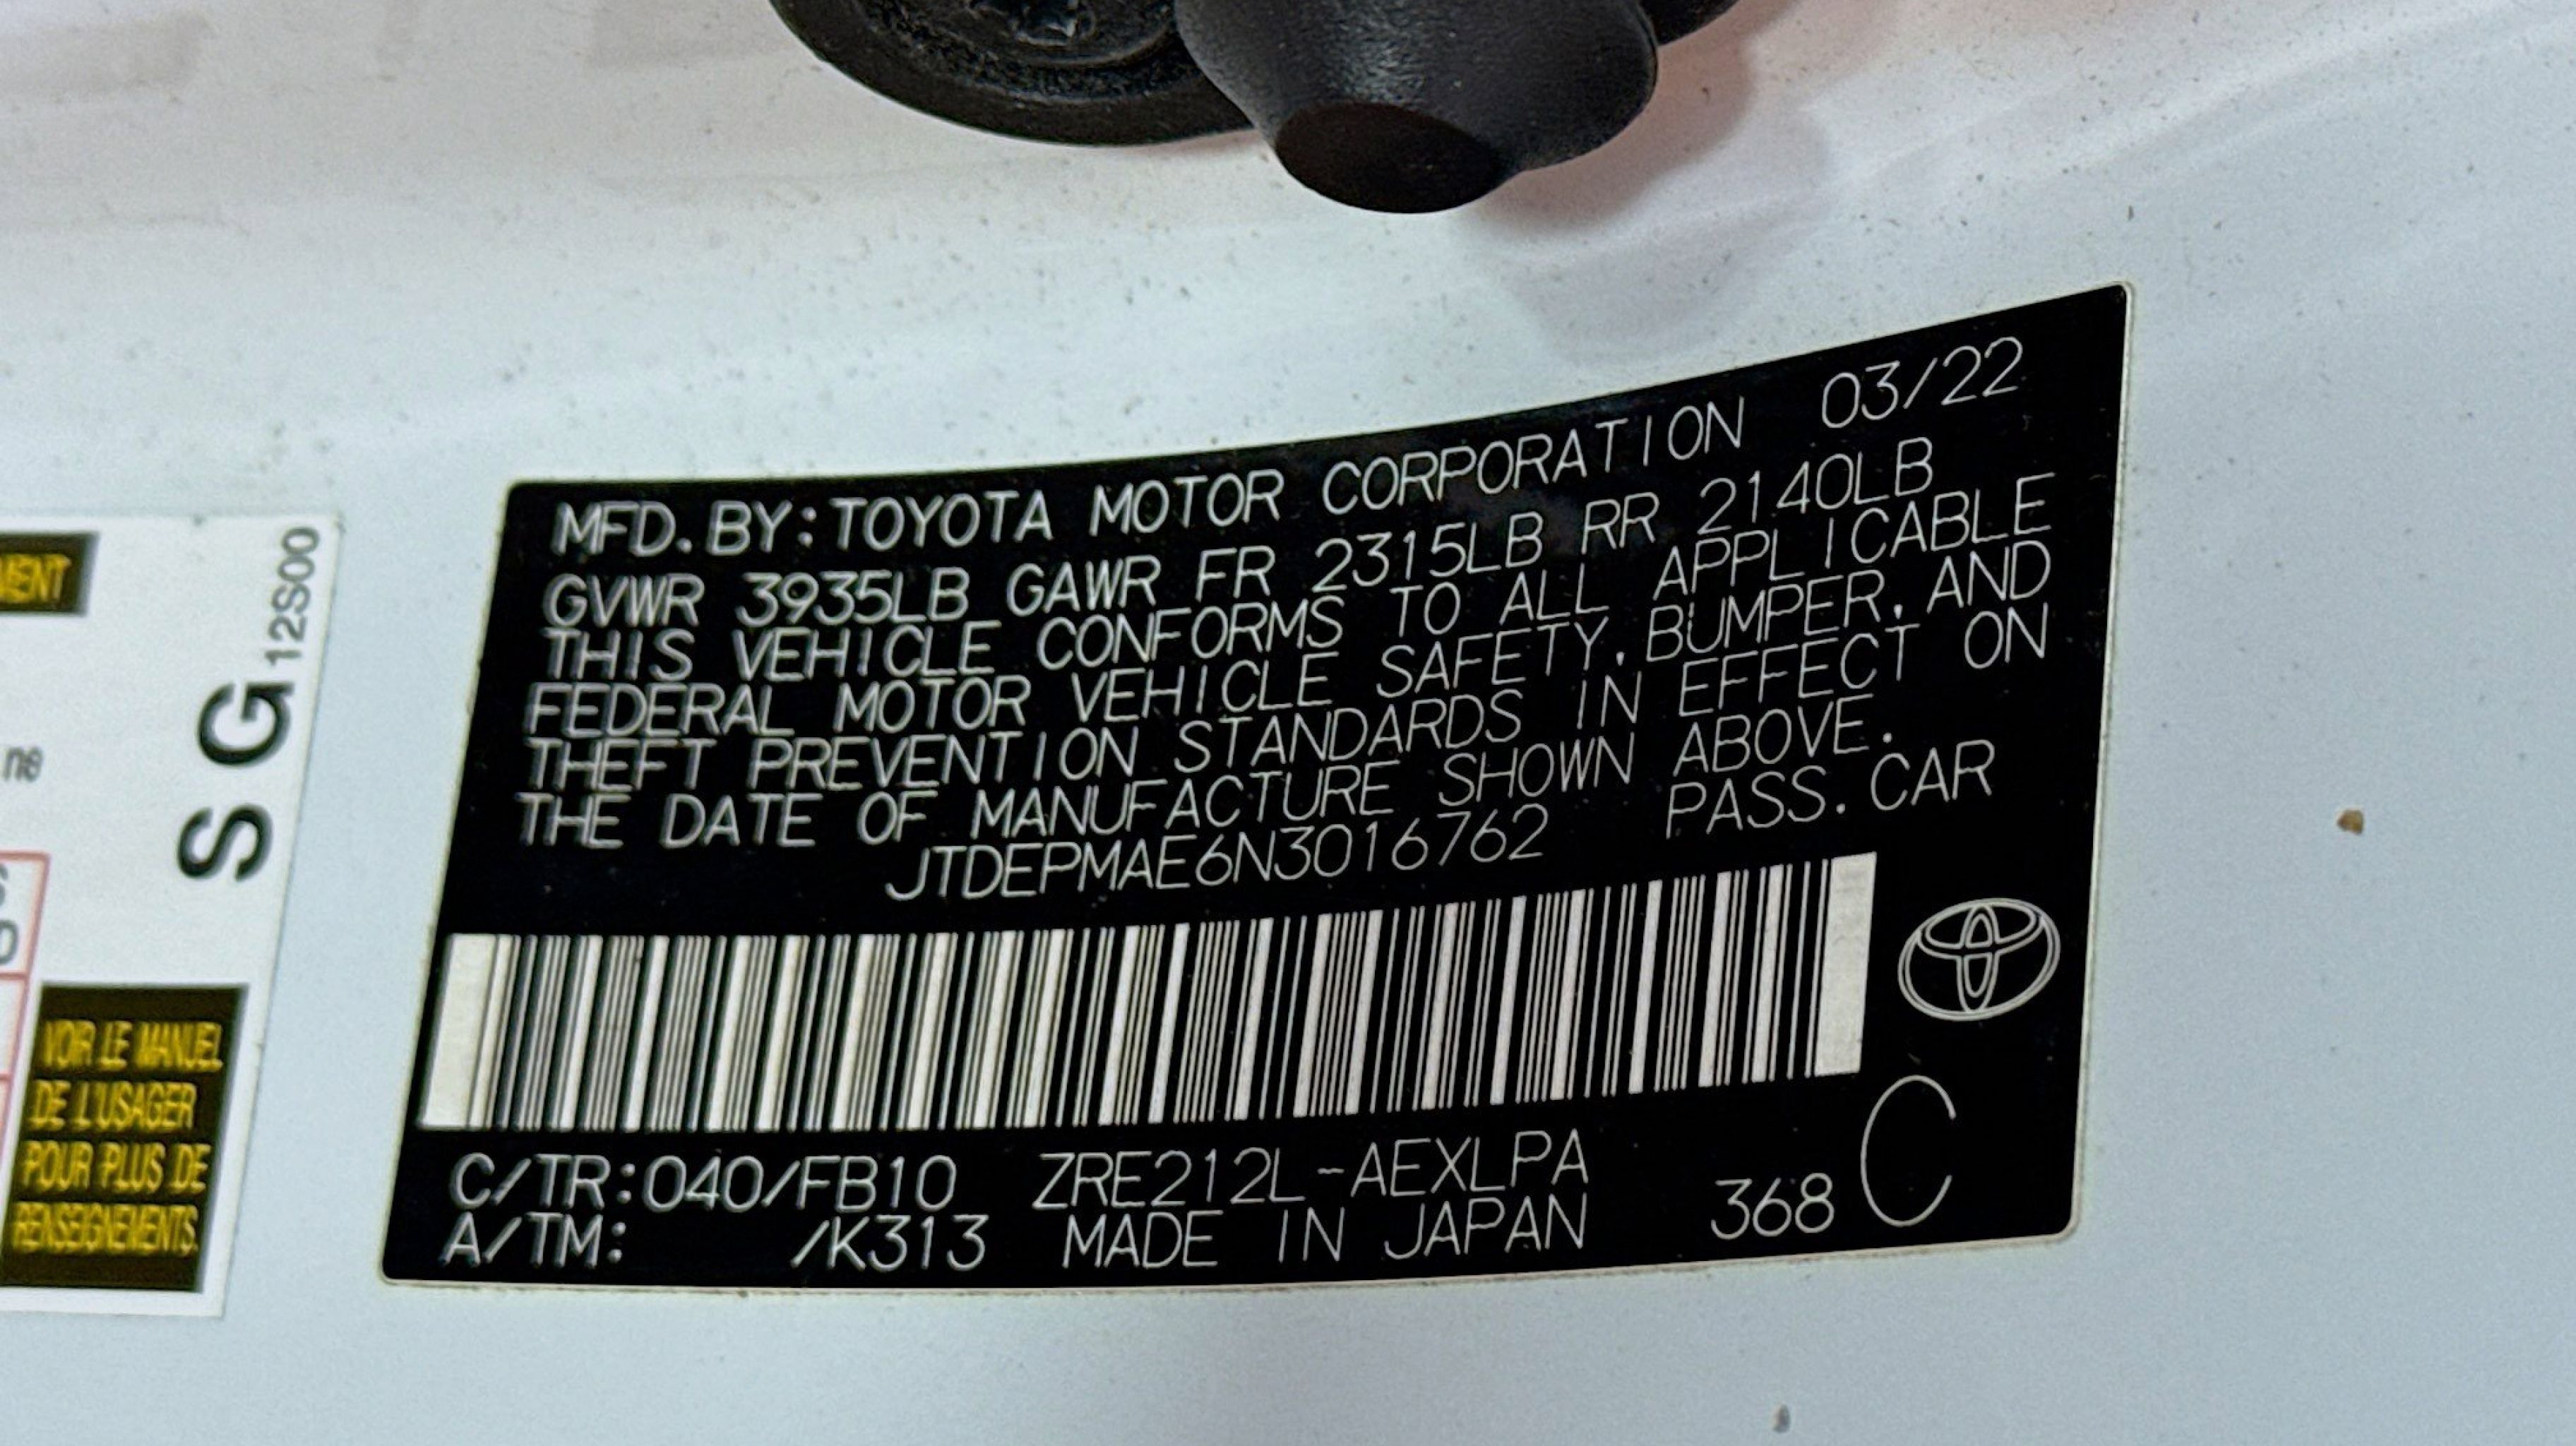 MENT
ne
S G 12S00
D
VOIR LE MANUEL
DE L'USAGER
POUR PLUS DE
RENSEIGNEMENTS.
MFD. BY: TOYOTA MOTOR CORPORATION 03/22
GVWR 3935LB GAWR FR 2315LB RR 2140LB
THIS VEHICLE CONFORMS TO ALL APPLICABLE
FEDERAL MOTOR VEHICLE SAFETY, BUMPER, AND
THEFT PREVENTION STANDARDS IN EFFECT ON
THE DATE OF MANUFACTURE SHOWN ABOVE.
JTDEPMAE6N3016762 PASS. CAR
C/TR:040/FB10 ZRE212L-AEXLPA
A/TM: /K313 MADE IN JAPAN 368 C